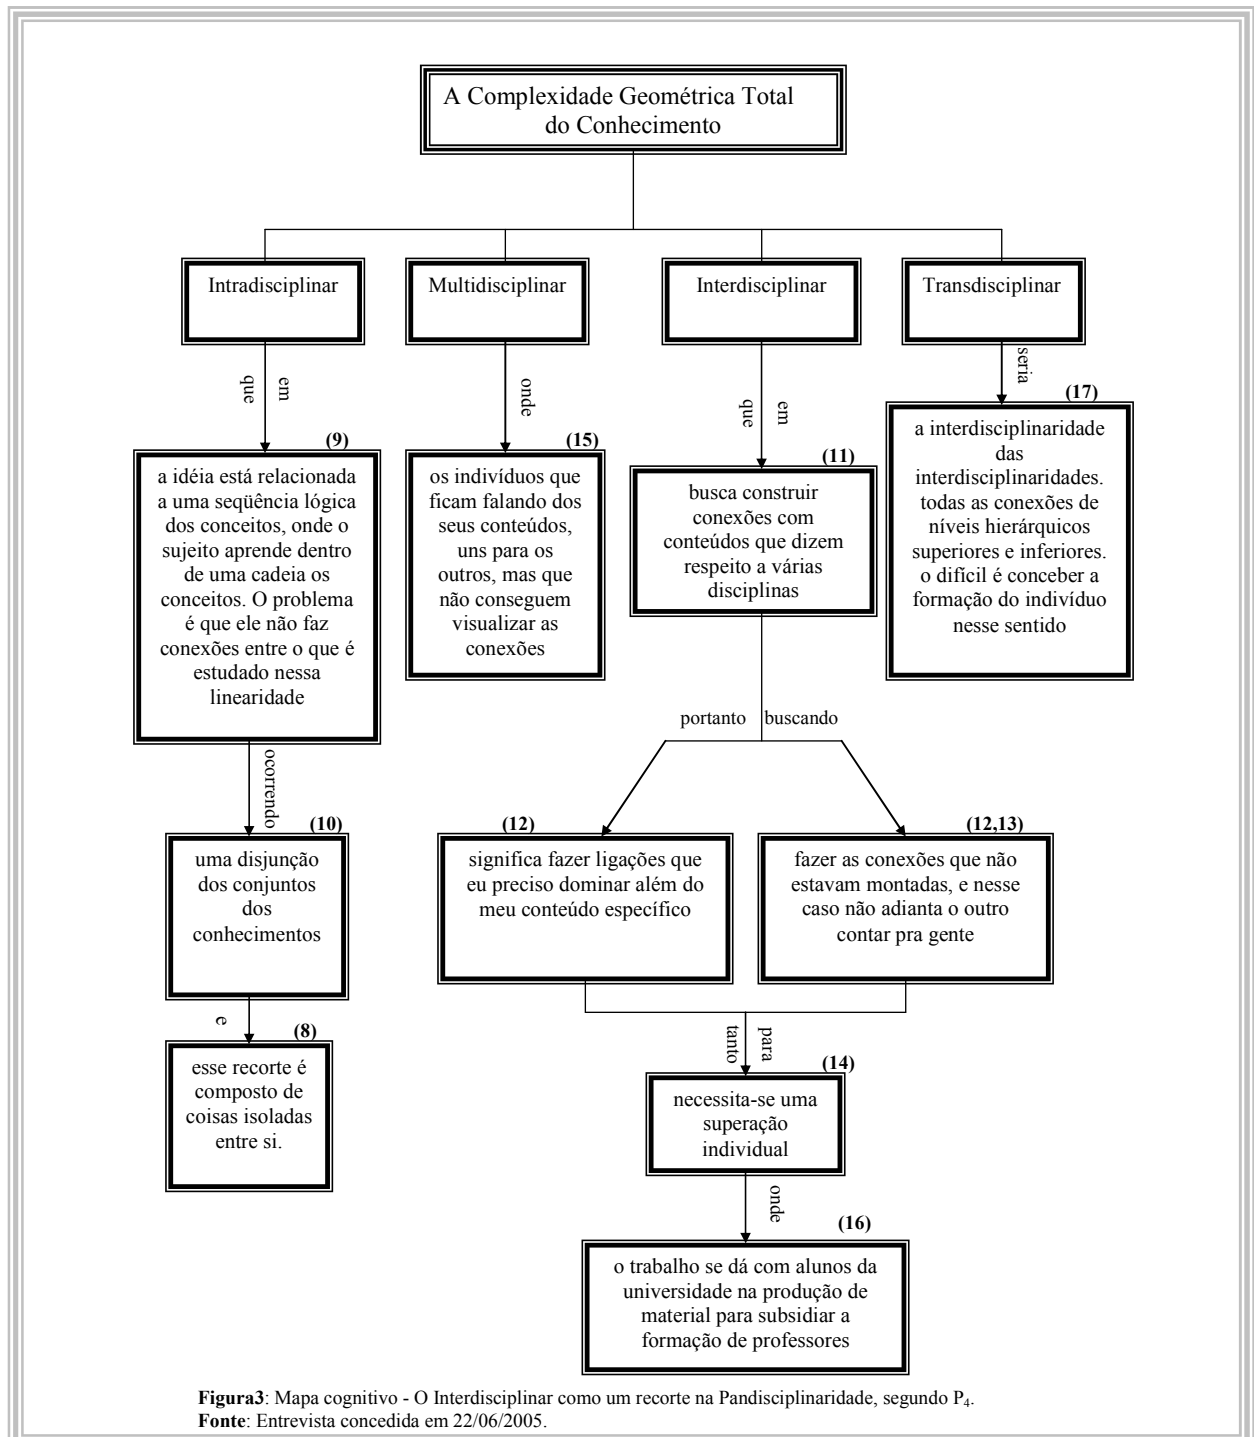 A Complexidade Geométrica Total
do Conhecimento
Intradisciplinar
Multidisciplinar
Interdisciplinar
Transdisciplinar
em
que
onde
em
que
seria
(9)
a idéia está relacionada
a uma seqüência lógica
dos conceitos, onde o
sujeito aprende dentro
de uma cadeia os
conceitos. O problema
é que ele não faz
conexões entre o que é
estudado nessa
linearidade
(15)
os indivíduos que
ficam falando dos
seus conteúdos,
uns para os
outros, mas que
não conseguem
visualizar as
conexões
(11)
busca construir
conexões com
conteúdos que dizem
respeito a várias
disciplinas
(17)
a interdisciplinaridade
das
interdisciplinaridades.
todas as conexões de
níveis hierárquicos
superiores e inferiores.
o difícil é conceber a
formação do indivíduo
nesse sentido
ocorrendo
portanto
buscando
(10)
uma disjunção
dos conjuntos
dos
conhecimentos
(12)
significa fazer ligações que
eu preciso dominar além do
meu conteúdo específico
(12,13)
fazer as conexões que não
estavam montadas, e nesse
caso não adianta o outro
contar pra gente
e
(8)
esse recorte é
composto de
coisas isoladas
entre si.
para
tanto
(14)
necessita-se uma
superação
individual
onde
(16)
o trabalho se dá com alunos da
universidade na produção de
material para subsidiar a
formação de professores
Figura3: Mapa cognitivo - O Interdisciplinar como um recorte na Pandisciplinaridade, segundo P₄.
Fonte: Entrevista concedida em 22/06/2005.